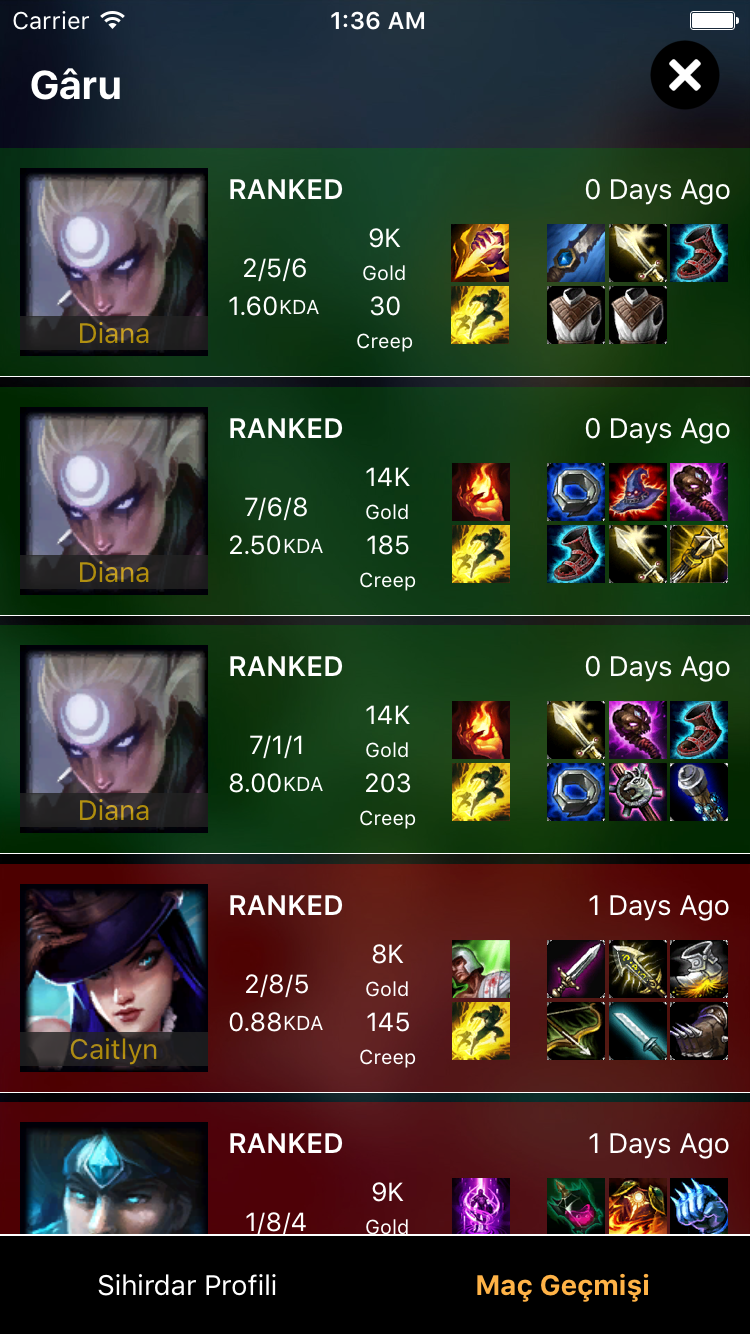 Carrier 1:36 AM
Gâru
RANKED 0 Days Ago
2/5/6
1.60KDA
9K
Gold
30
Creep
Diana
RANKED 0 Days Ago
7/6/8
2.50KDA
14K
Gold
185
Creep
Diana
RANKED 0 Days Ago
7/1/1
8.00KDA
14K
Gold
203
Creep
Diana
RANKED 1 Days Ago
2/8/5
0.88KDA
8K
Gold
145
Creep
Caitlyn
RANKED 1 Days Ago
1/8/4
9K
Gold
Sihirdar Profili Maç Geçmişi